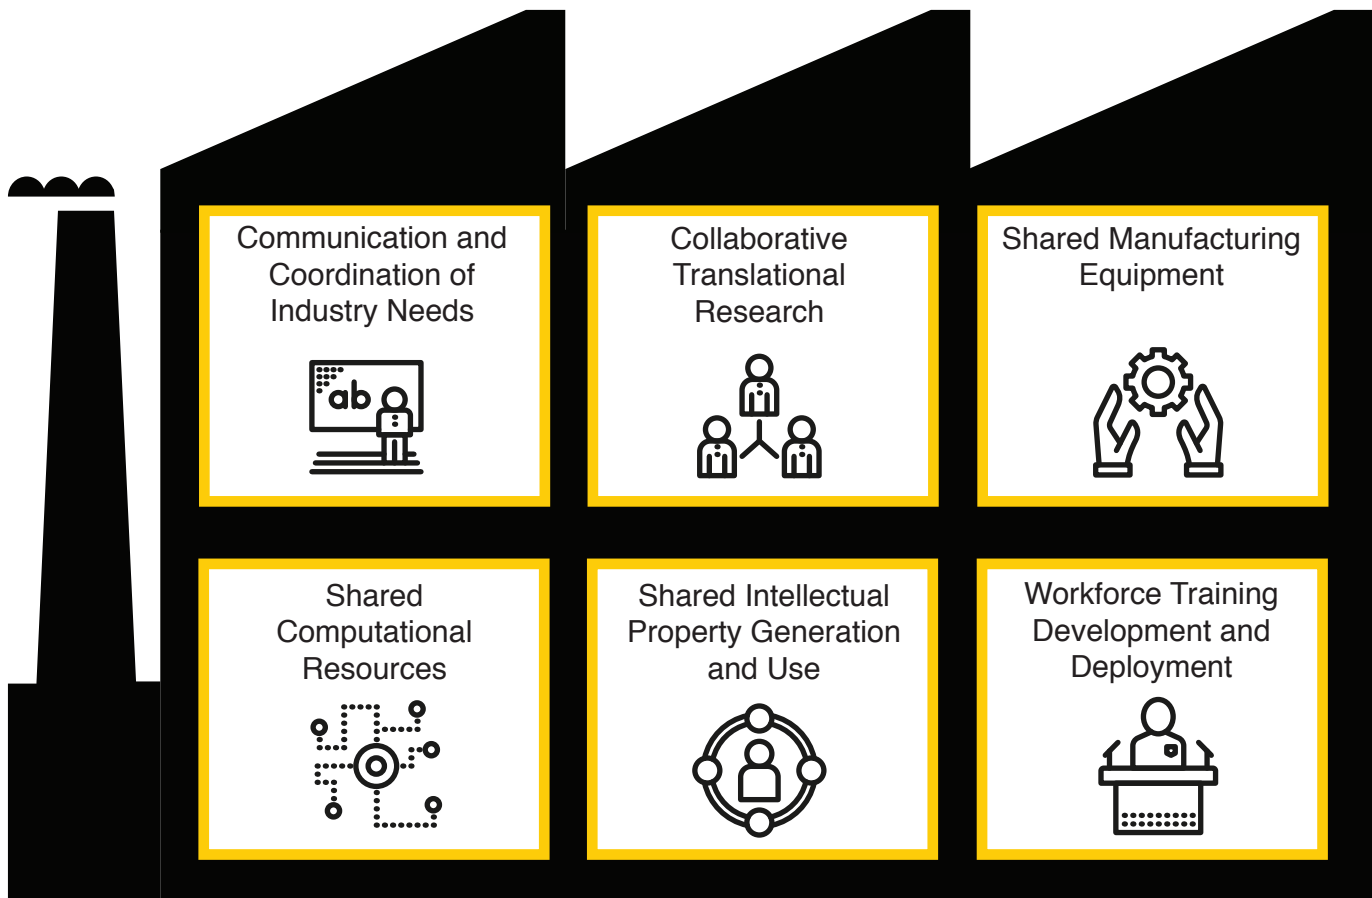 Communication and
Coordination of
Industry Needs
ab
Collaborative
Translational
Research
Shared Manufacturing
Equipment
Shared
Computational
Resources
Shared Intellectual
Property Generation
and Use
Workforce Training
Development and
Deployment